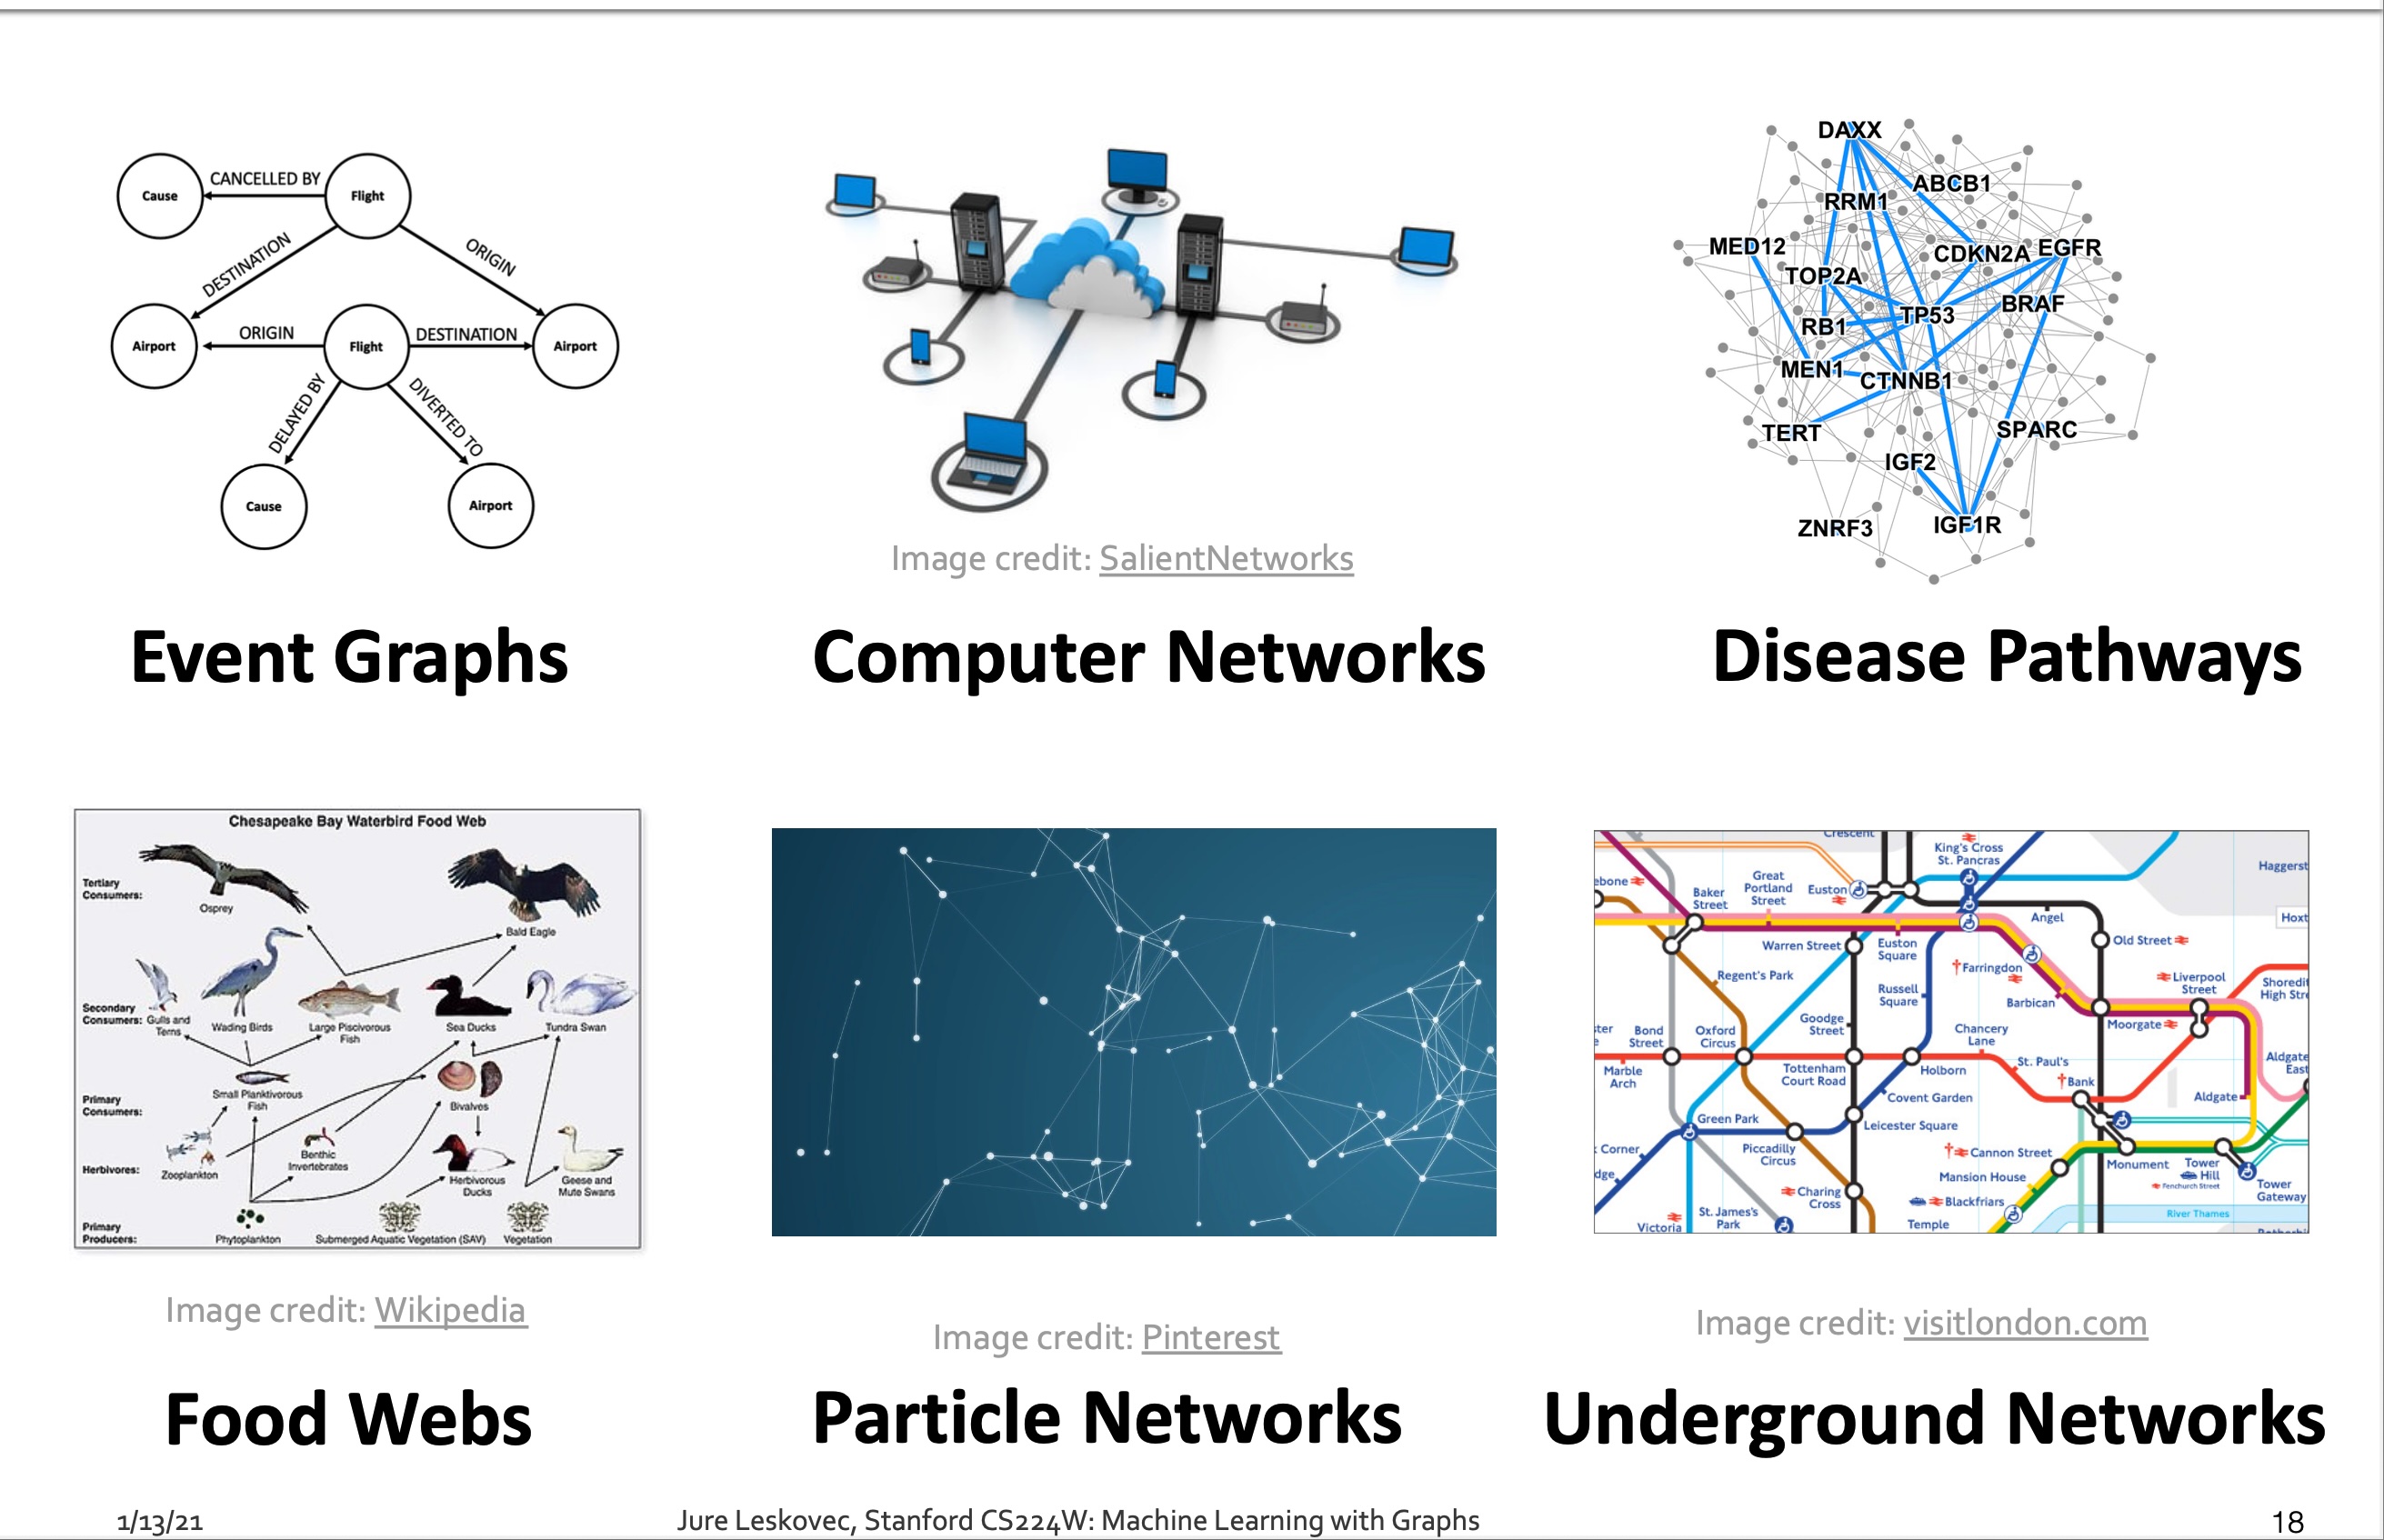 CANCELLED BY
Cause
Flight
DESTINATION
ORIGIN
Airport
ORIGIN
Flight
DESTINATION
Airport
DELAYED BY
DIVERTED TO
Cause
Airport
Event Graphs
Image credit: SalientNetworks
Computer Networks
DAXX
ABCB1
RRM1
MED12
CDKN2A
EGFR
TOP2A
BRAF
TP53
RB1
MEN1
CTNNB1
TERT
SPARC
IGF2
ZNRF3
IGF1R
Disease Pathways
Chesapeake Bay Waterbird Food Web
Tertiary
Consumers:
Osprey
Bald Eagle
Secondary
Consumers:
Gulls and
Terns
Wading Birds
Large Piscivorous
Fish
Sea Ducks
Tundra Swan
Small Planktivorous
Fish
Primary
Consumers:
Bivalves
Herbivores:
Zooplankton
Benthic
Invertebrates
Herbivorous
Ducks
Geese and
Mute Swans
Primary
Producers:
Phytoplankton
Submerged Aquatic Vegetation (SAV)
Vegetation
Image credit: Wikipedia
Food Webs
Image credit: Pinterest
Particle Networks
Crescent
King's Cross
St. Pancras
Haggerst
ebone
Baker
Street
Great
Portland
Street
Euston
Angel
Hoxt
Warren Street
Euston
Square
Old Street
Regent's Park
Farringdon
Liverpool
Street
Shoredi
High Stre
Russell
Square
Barbican
Moorgate
Goodge
Street
Bond
Street
Oxford
Circus
Chancery
Lane
St. Paul's
Aldgate
East
Marble
Arch
Tottenham
Court Road
Holborn
Bank
Covent Garden
Aldgate
Green Park
Leicester Square
Corner
Piccadilly
Circus
Cannon Street
Monument
Tower
Hill
Fenchurch Street
dge
Mansion House
Tower
Gateway
Charing
Cross
Blackfriars
St. James's
Park
Victoria
Temple
River Thames
Image credit: visitlondon.com
Underground Networks
1/13/21
Jure Leskovec, Stanford CS224W: Machine Learning with Graphs
18